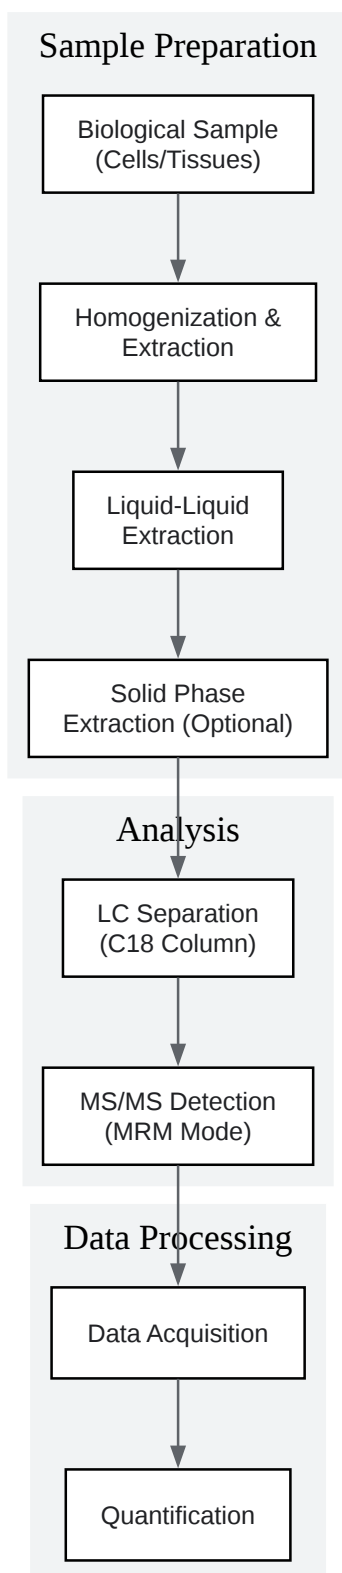 Sample Preparation
Biological Sample
(Cells/Tissues)
Homogenization &
Extraction
Liquid-Liquid
Extraction
Solid Phase
Extraction (Optional)
Analysis
LC Separation
(C18 Column)
MS/MS Detection
(MRM Mode)
Data Processing
Data Acquisition
Quantification